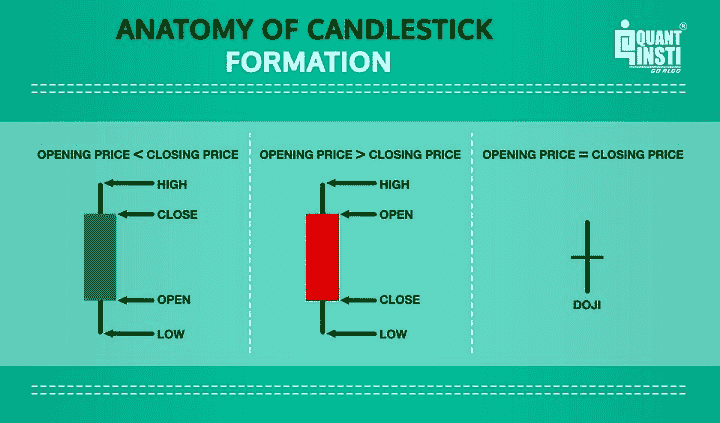 ANATOMY OF CANDLESTICK
FORMATION
®
QUANT
INSTI
GO ALGO
OPENING PRICE < CLOSING PRICE
HIGH
CLOSE
OPEN
LOW
OPENING PRICE > CLOSING PRICE
HIGH
OPEN
CLOSE
LOW
OPENING PRICE = CLOSING PRICE
DOJI